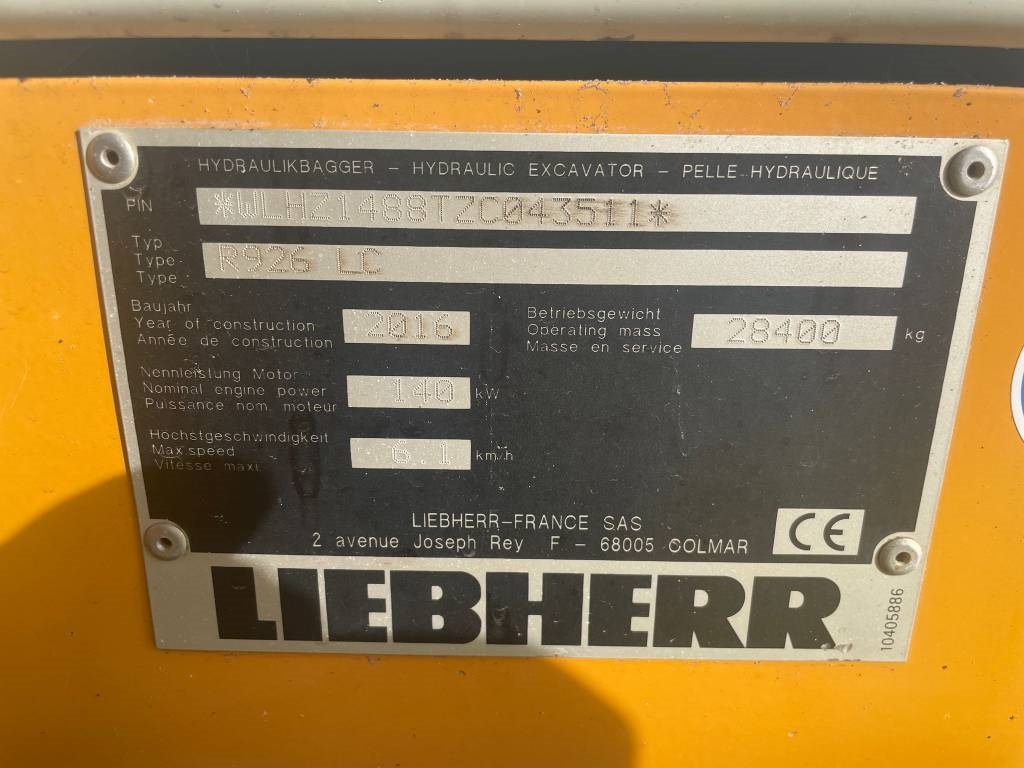 HYDRAULIKBAGGER – HYDRAULIC EXCAVATOR – PELLE HYDRAULIQUE
PIN *WLHZ1488TZC043511*
Typ
Type
Type
R926 LC
Baujahr
Year of construction
Année de construction
2016
Betriebsgewicht
Operating mass
Masse en service
28400 kg
Nennleistung Motor
Nominal engine power
Puissance nom. moteur
140 kW
Höchstgeschwindigkeit
Max.speed
Vitesse maxi.
6.1 km/h
LIEBHERR–FRANCE SAS
2 avenue Joseph Rey F – 68005 COLMAR
CE
LIEBHERR
10405886